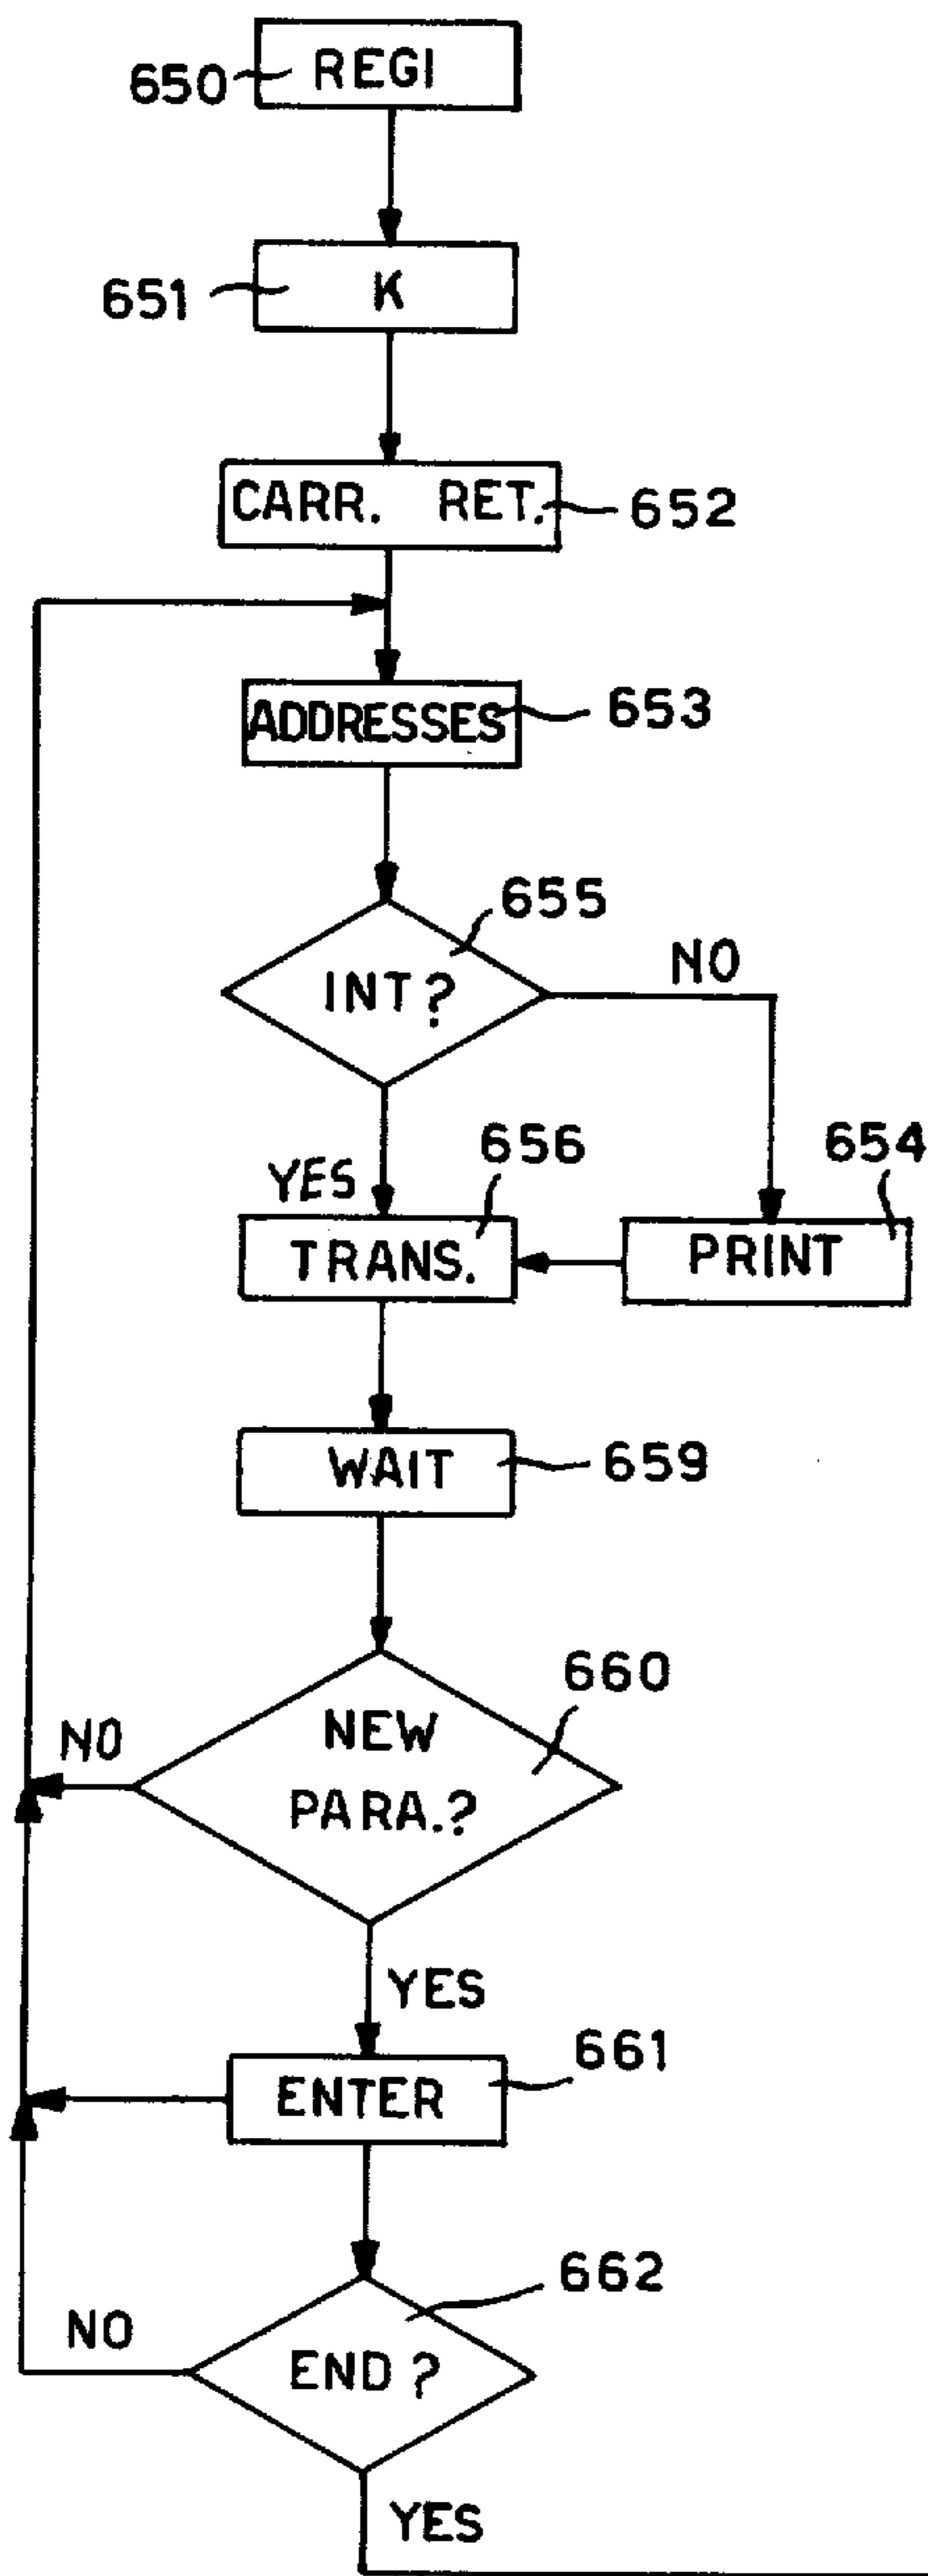 650 REGI
651 K
CARR. RET. 652
ADDRESSES 653
655
INT?
NO
YES
656
654
TRANS.
PRINT
WAIT 659
660
NEW
PARA.?
NO
YES
661
ENTER
662
NO
END?
YES